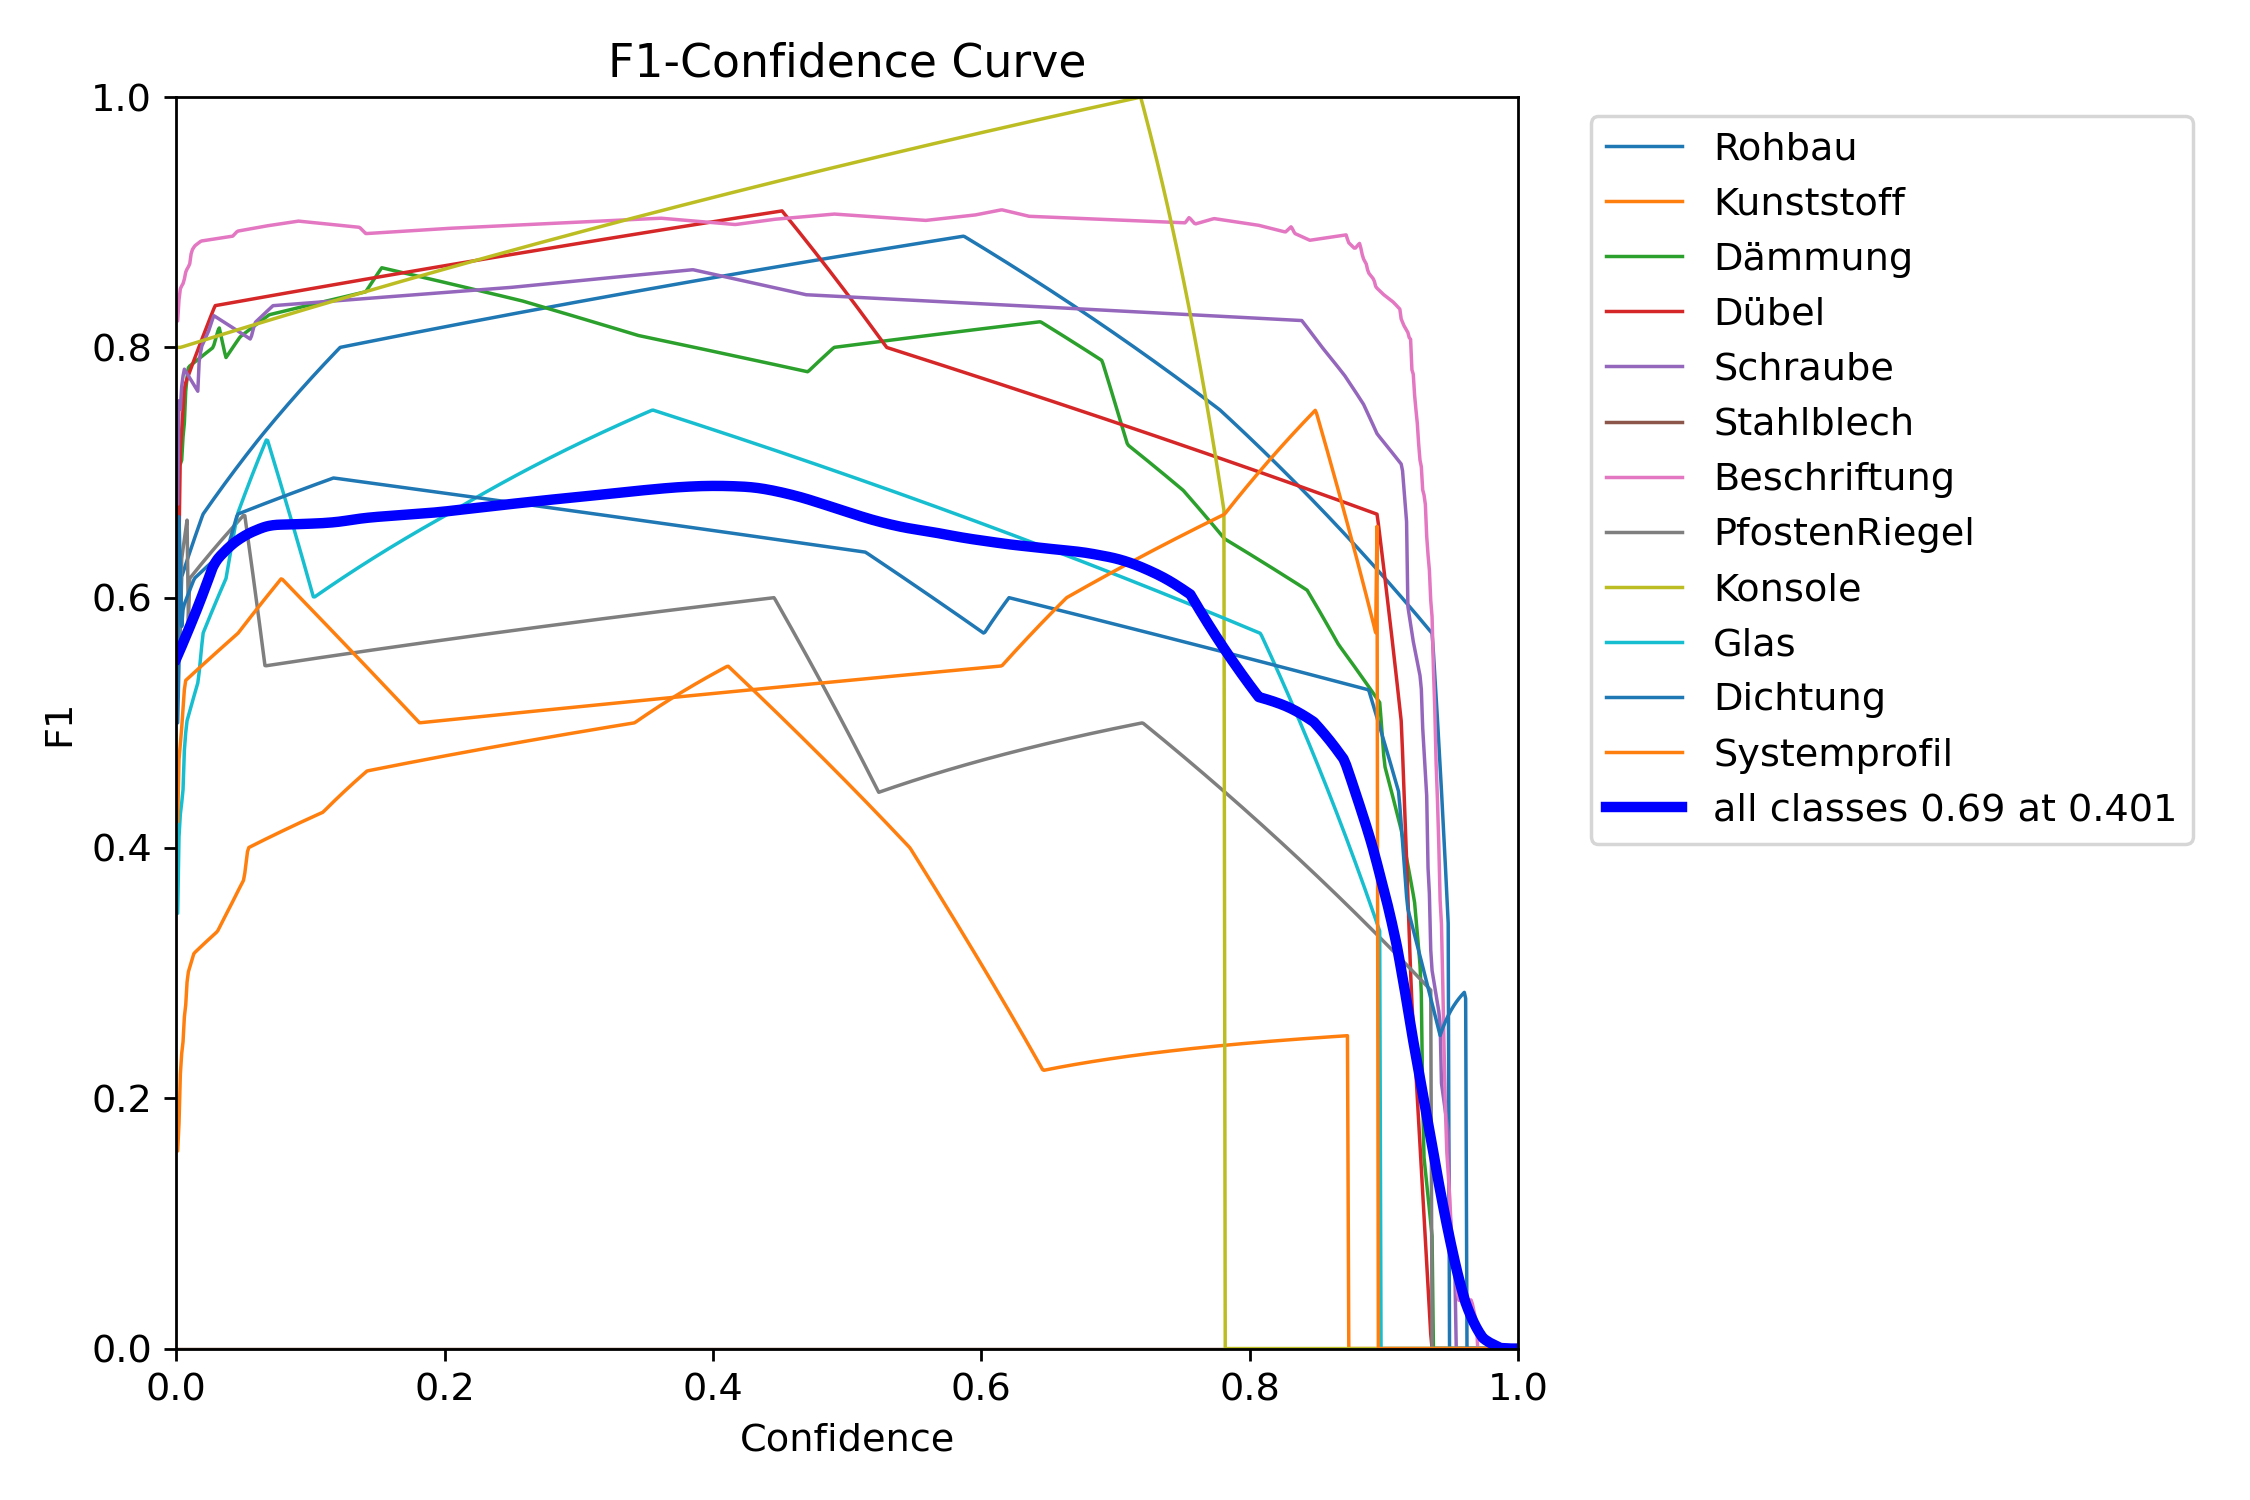 F1-Confidence Curve
1.0
0.8
0.6
0.4
0.2
0.0
F1
0.0 0.2 0.4 0.6 0.8 1.0
Confidence
Rohbau
Kunststoff
Dämmung
Dübel
Schraube
Stahlblech
Beschriftung
PfostenRiegel
Konsole
Glas
Dichtung
Systemprofil
all classes 0.69 at 0.401